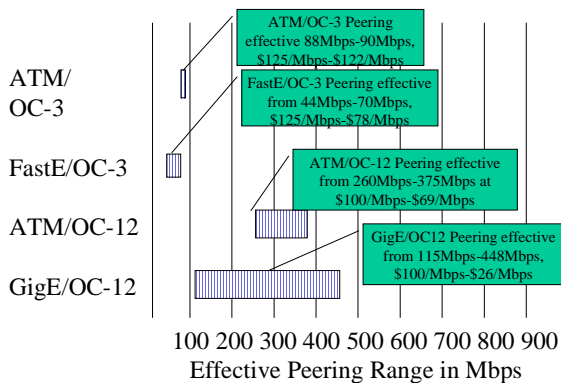 ATM/OC-3 Peering
effective 88Mbps-90Mbps,
$125/Mbps-$122/Mbps
ATM/
OC-3
FastE/OC-3 Peering effective
from 44Mbps-70Mbps,
$125/Mbps-$78/Mbps
FastE/OC-3
ATM/OC-12 Peering effective
from 260Mbps-375Mbps at
$100/Mbps-$69/Mbps
ATM/OC-12
GigE/OC12 Peering effective
from 115Mbps-448Mbps,
$100/Mbps-$26/Mbps
GigE/OC-12
100 200 300 400 500 600 700 800 900
Effective Peering Range in Mbps